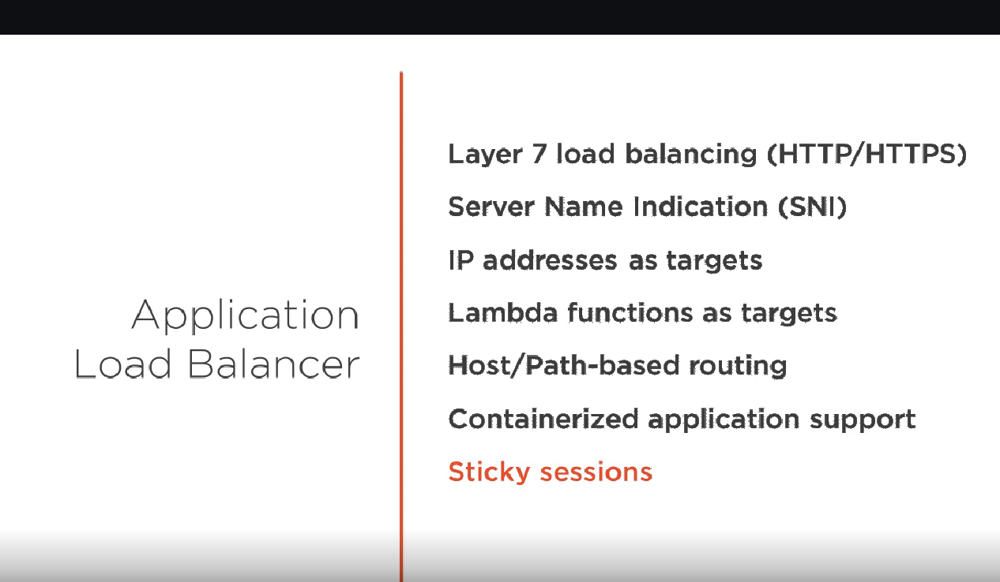 Application
Load Balancer
Layer 7 load balancing (HTTP/HTTPS)
Server Name Indication (SNI)
IP addresses as targets
Lambda functions as targets
Host/Path-based routing
Containerized application support
Sticky sessions